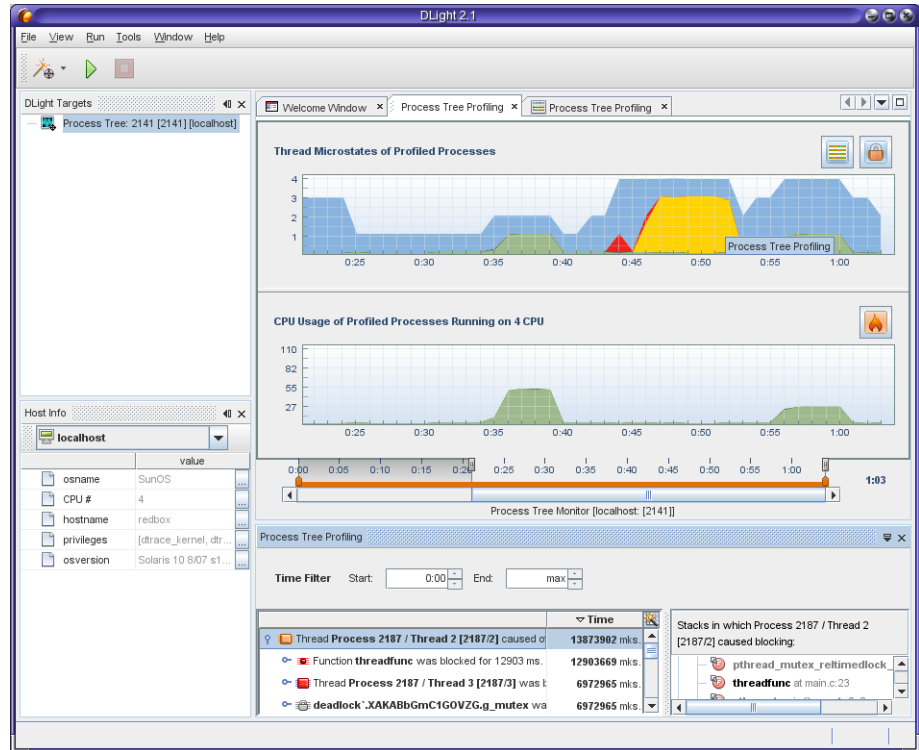 DLight 2.1
File View Run Tools Window Help
DLight Targets
Process Tree: 2141 [2141] [localhost]
Welcome Window
Process Tree Profiling
Process Tree Profiling
Thread Microstates of Profiled Processes
4
3
2
1
Process Tree Profiling
0:25 0:30 0:35 0:40 0:45 0:50 0:55 1:00
CPU Usage of Profiled Processes Running on 4 CPU
110
82
55
27
0:25 0:30 0:35 0:40 0:45 0:50 0:55 1:00
0:00 0:05 0:10 0:15 0:20 0:25 0:30 0:35 0:40 0:45 0:50 0:55 1:00
1:03
Process Tree Monitor [localhost: [2141]]
Host Info
localhost
value
osname SunOS ...
CPU # 4 ...
hostname redbox ...
privileges [dtrace_kernel, dtr... ...
osversion Solaris 10 8/07 s1... ...
Process Tree Profiling
Time Filter Start: 0:00 End: max
Time
Thread Process 2187 / Thread 2 [2187/2] caused 13873902 mks.
Function threadfunc was blocked for 12903 ms. 12903669 mks.
Thread Process 2187 / Thread 3 [2187/3] was 6972965 mks.
deadlock`.XAKABbGmC1GOVZG.g_mutex wa 6972965 mks.
Stacks in which Process 2187 / Thread 2
[2187/2] caused blocking:
pthread_mutex_reltimedlock_
threadfunc at main.c:23